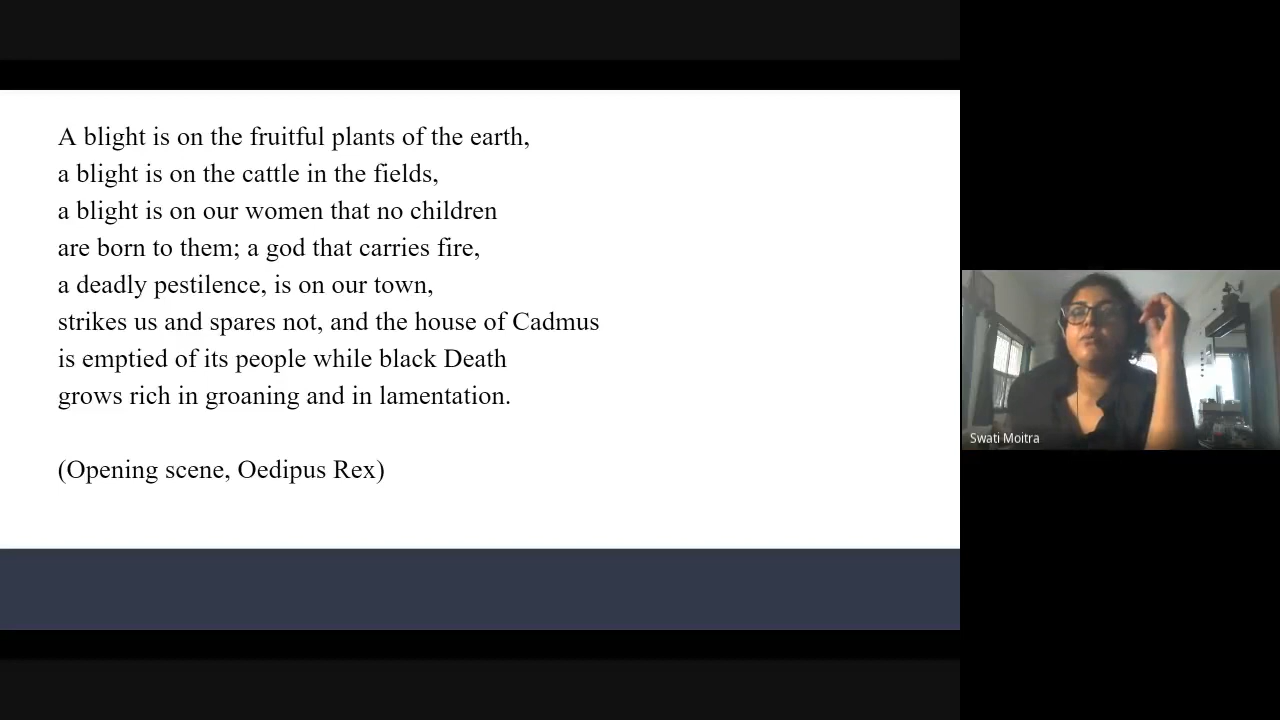 A blight is on the fruitful plants of the earth,
a blight is on the cattle in the fields,
a blight is on our women that no children
are born to them; a god that carries fire,
a deadly pestilence, is on our town,
strikes us and spares not, and the house of Cadmus
is emptied of its people while black Death
grows rich in groaning and in lamentation.
(Opening scene, Oedipus Rex)
Swati Moitra